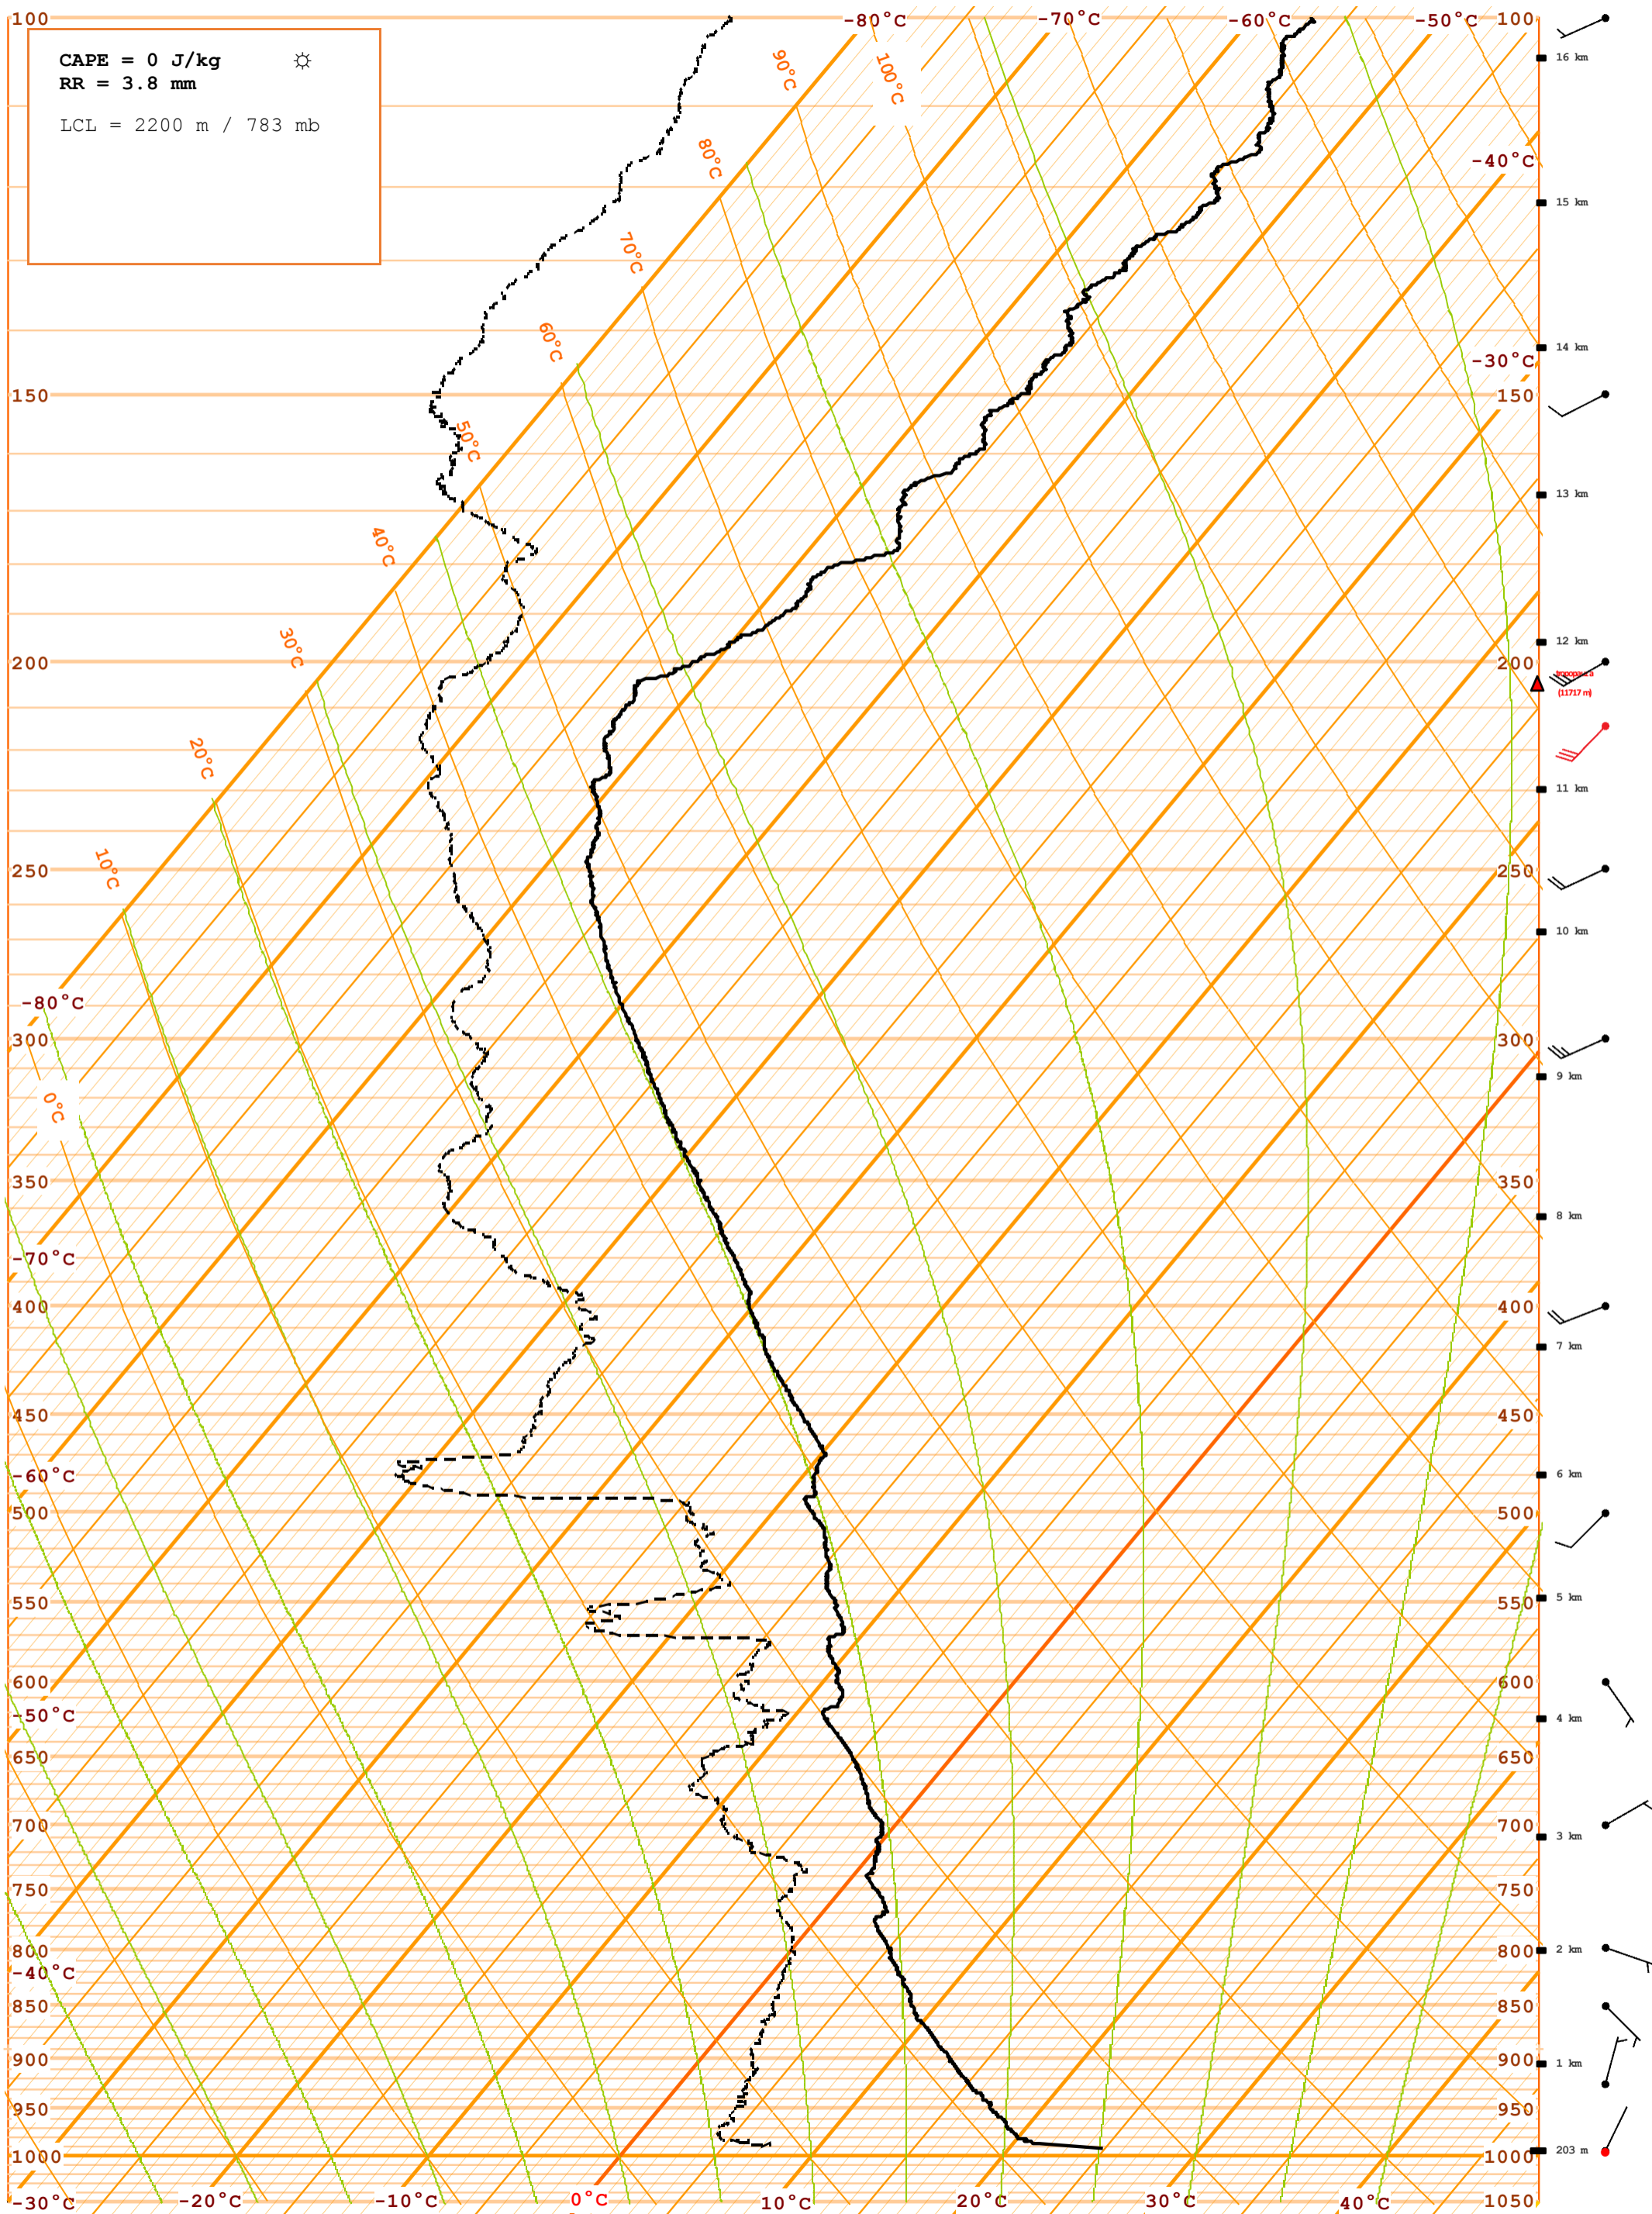 100
-80°C
-70°C
-60°C
-50°C
100
CAPE = 0 J/kg
RR = 3.8 mm
LCL = 2200 m / 783 mb
16 km
90°C
100°C
80°C
-40°C
15 km
70°C
60°C
14 km
-30°C
150
150
50°C
13 km
40°C
30°C
12 km
200
200
(11717 m)
20°C
11 km
10°C
250
250
10 km
-80°C
300
300
9 km
0°C
350
350
8 km
-70°C
400
400
7 km
450
450
-60°C
6 km
500
500
550
550
5 km
600
600
-50°C
4 km
650
650
700
700
3 km
750
750
800
800
2 km
-40°C
850
850
900
900
1 km
950
950
1000
1000
203 m
-30°C
-20°C
-10°C
0°C
10°C
20°C
30°C
40°C
1050